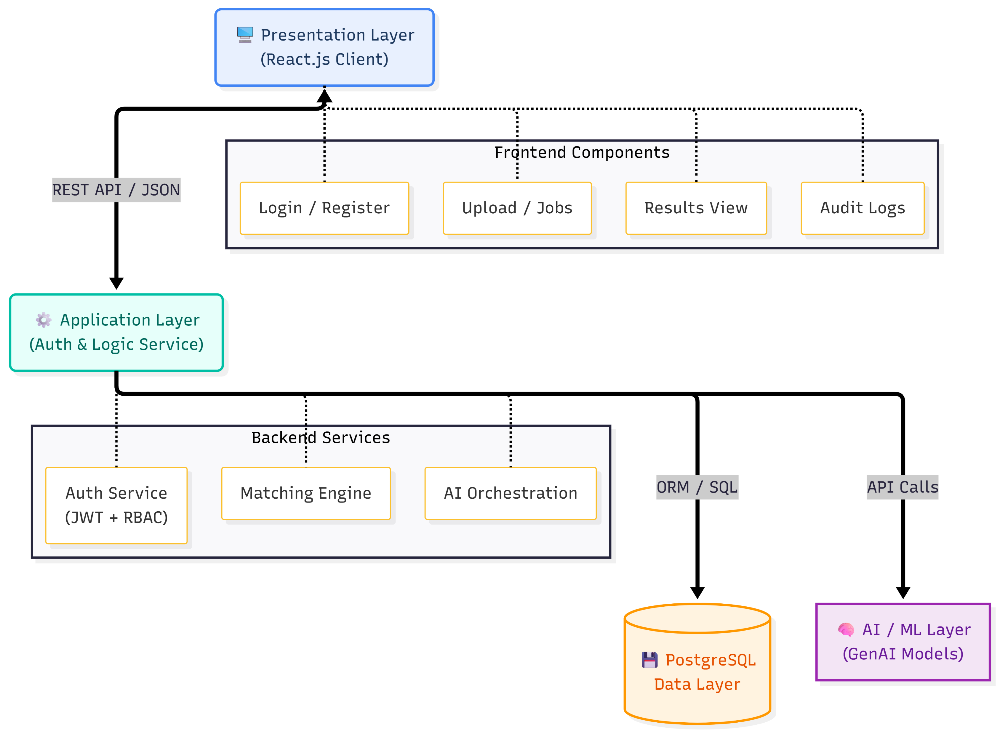 Presentation Layer
(React.js Client)
Frontend Components
REST API / JSON
Login / Register
Upload / Jobs
Results View
Audit Logs
Application Layer
(Auth & Logic Service)
Backend Services
Auth Service
(JWT + RBAC)
Matching Engine
AI Orchestration
ORM / SQL
API Calls
PostgreSQL
Data Layer
AI / ML Layer
(GenAI Models)